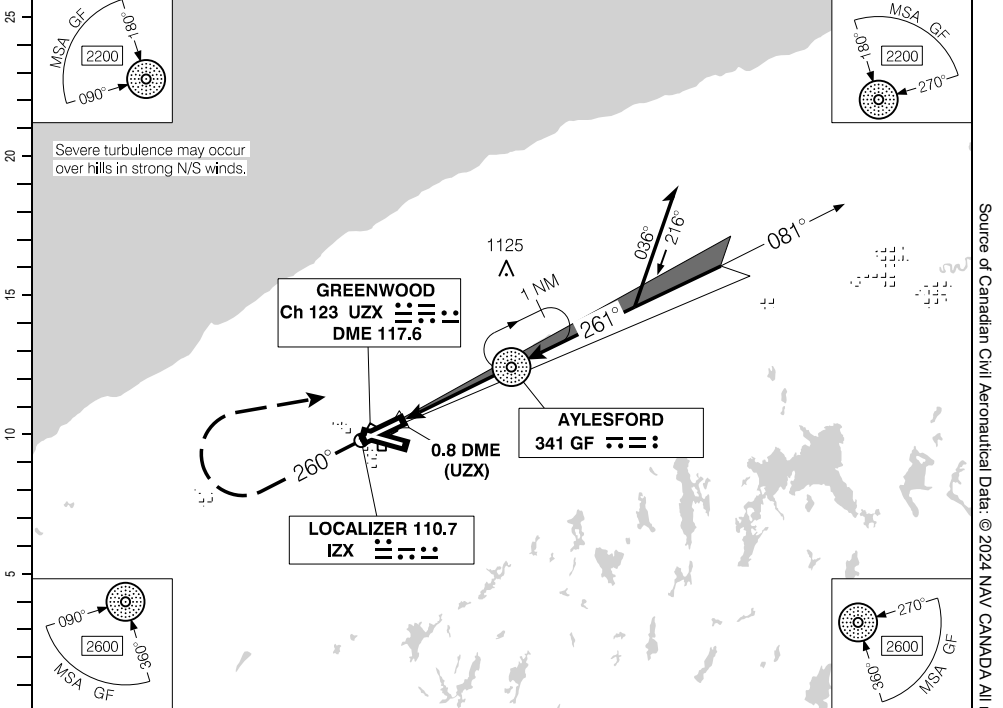 25
20
15
10
5
MSA GF
180°
2200
090°
MSA GF
180°
2200
270°
Severe turbulence may occur
over hills in strong N/S winds.
036°
216°
081°
1125
1 NM
261°
GREENWOOD
Ch 123 UZX
DME 117.6
AYLESFORD
341 GF
0.8 DME
(UZX)
260°
LOCALIZER 110.7
IZX
090°
2600
360°
MSA GF
270°
2600
360°
MSA GF
Source of Canadian Civil Aeronautical Data: © 2024 NAV CANADA All